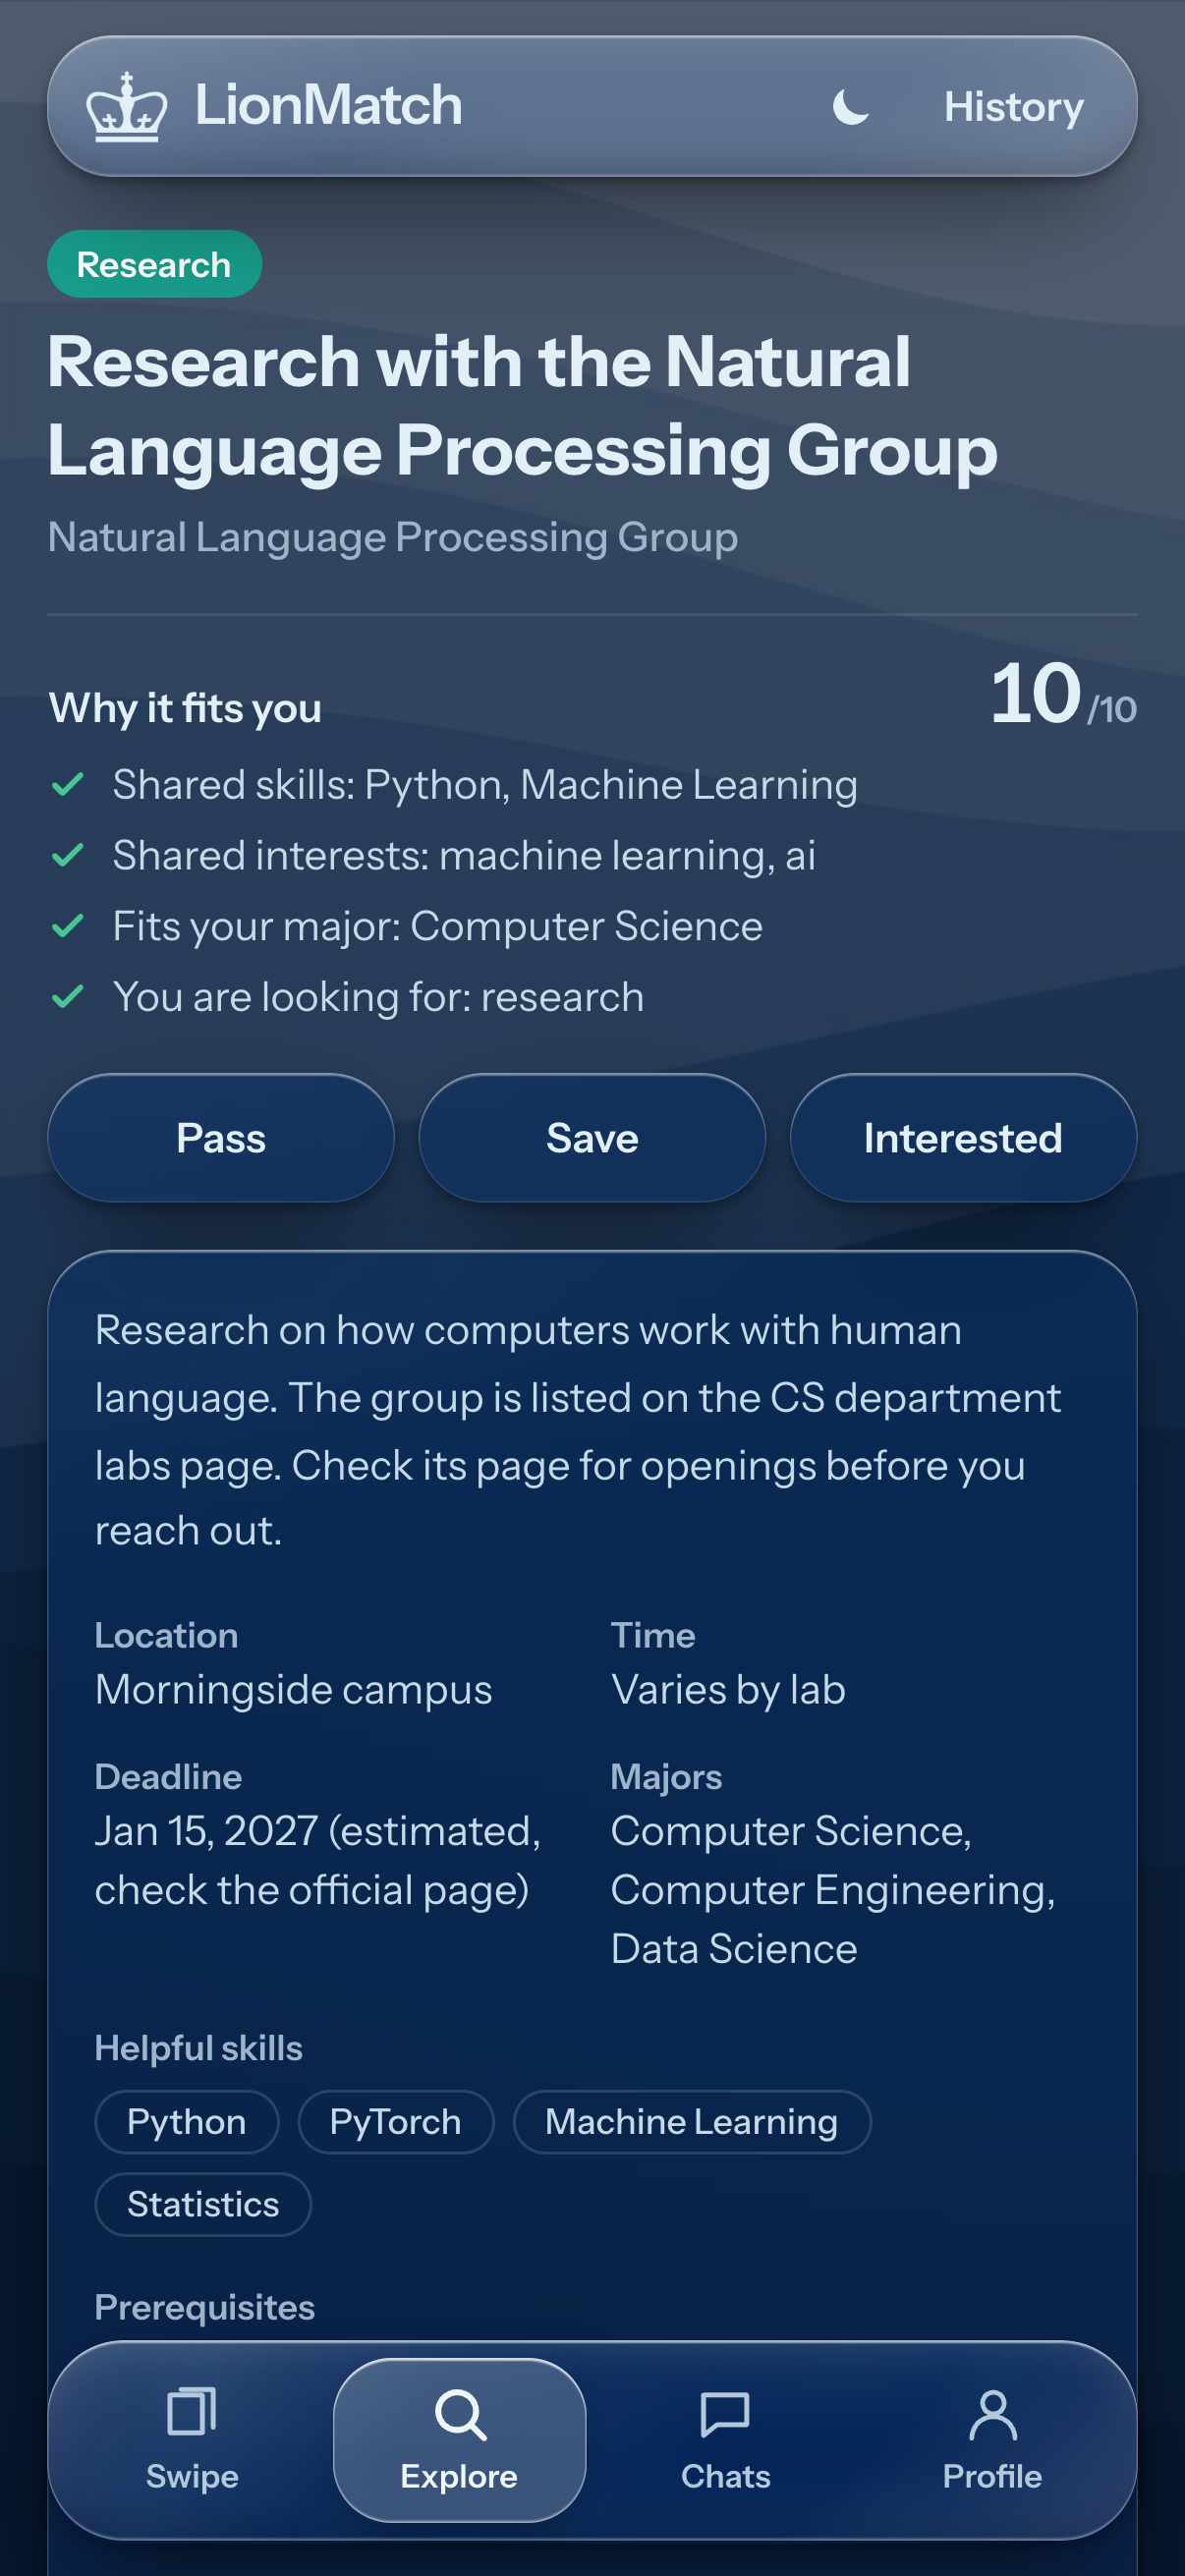 LionMatch
History
Research
Research with the Natural
Language Processing Group
Natural Language Processing Group
Why it fits you
10/10
Shared skills: Python, Machine Learning
Shared interests: machine learning, ai
Fits your major: Computer Science
You are looking for: research
Pass
Save
Interested
Research on how computers work with human
language. The group is listed on the CS department
labs page. Check its page for openings before you
reach out.
Location
Morningside campus
Time
Varies by lab
Deadline
Jan 15, 2027 (estimated,
check the official page)
Majors
Computer Science,
Computer Engineering,
Data Science
Helpful skills
Python
PyTorch
Machine Learning
Statistics
Prerequisites
Swipe
Explore
Chats
Profile